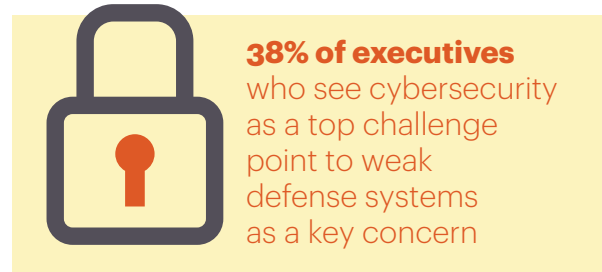 38% of executives
who see cybersecurity
as a top challenge
point to weak
defense systems
as a key concern